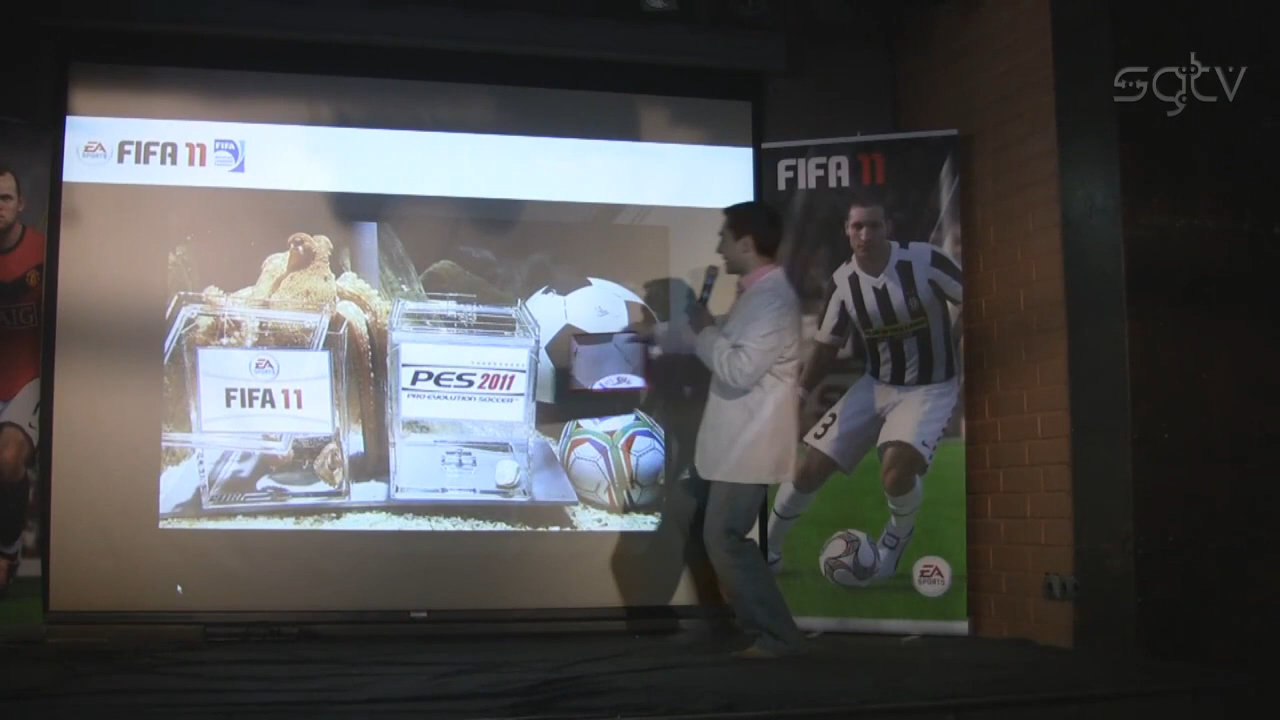 sgtv
EA SPORTS
FIFA 11
FIFA
FIFA 11
EA SPORTS
FIFA 11
PES 2011
PRO EVOLUTION SOCCER
AIG
3
EA SPORTS